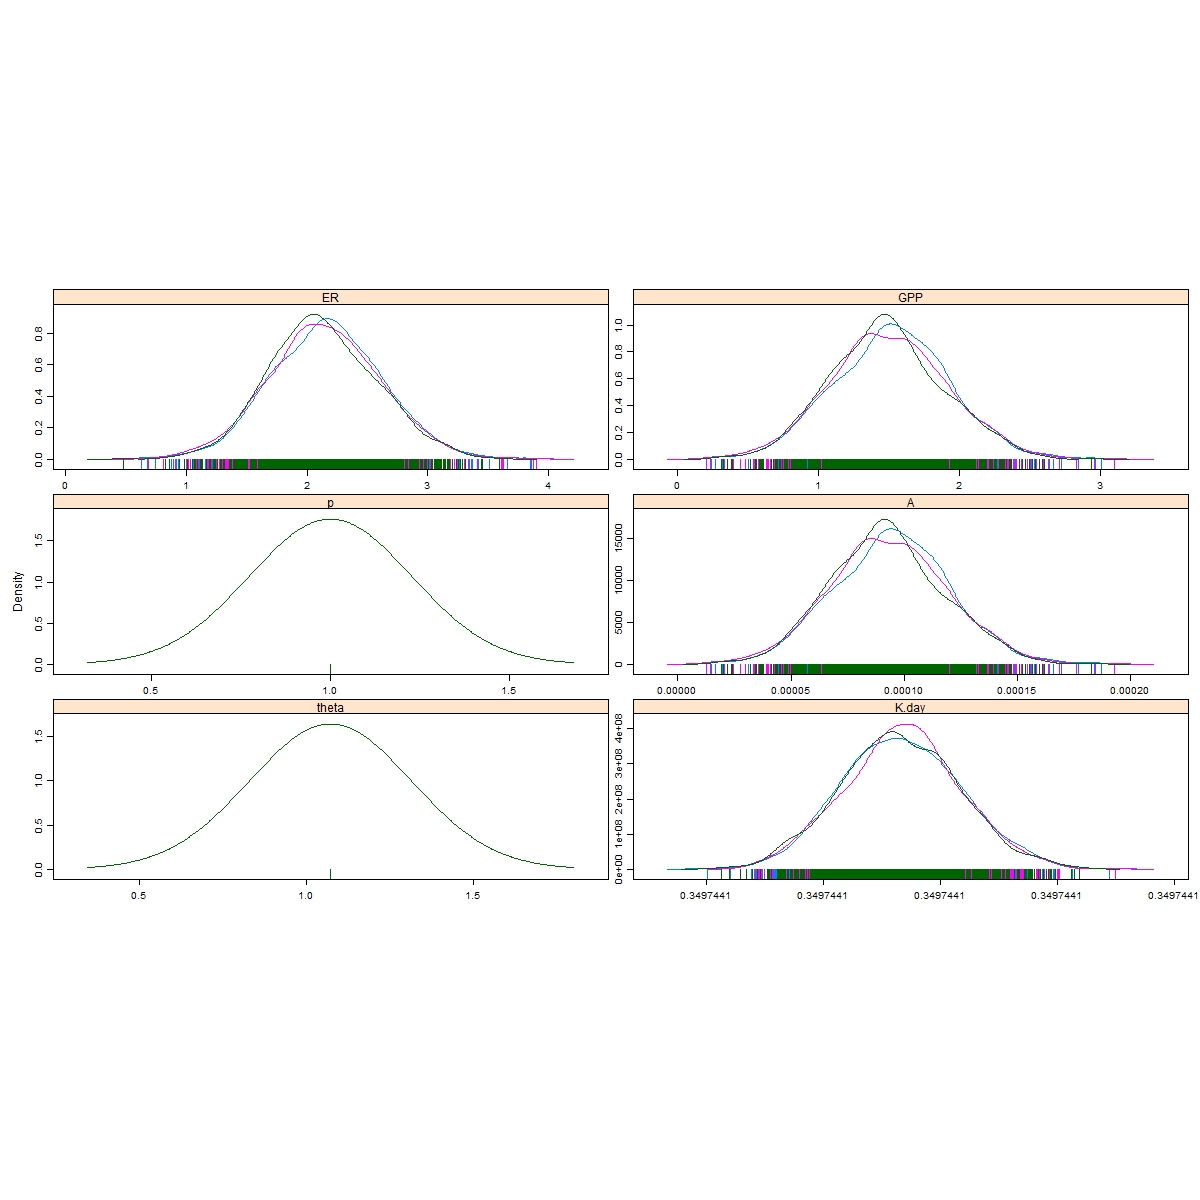 ER
0.0 0.2 0.4 0.6 0.8
0 1 2 3 4
GPP
0.0 0.2 0.4 0.6 0.8 1.0
0 1 2 3
p
0.0 0.5 1.0 1.5
0.5 1.0 1.5
A
0 5000 10000 15000
0.00000 0.00005 0.00010 0.00015 0.00020
Density
theta
0.0 0.5 1.0 1.5
0.5 1.0 1.5
K.day
0e+00 1e+08 2e+08 3e+08 4e+08
0.3497441 0.3497441 0.3497441 0.3497441 0.3497441